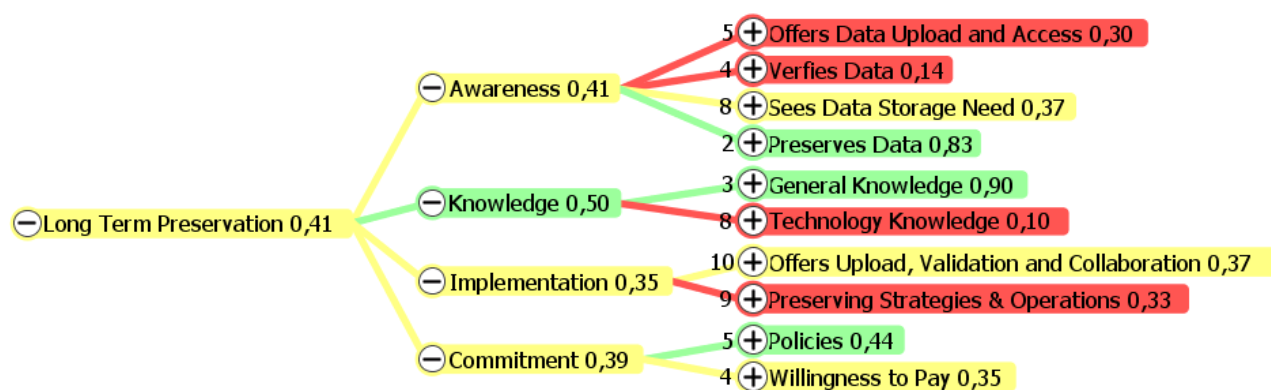 5 Offers Data Upload and Access 0,30
4 Verfies Data 0,14
Awareness 0,41
8 Sees Data Storage Need 0,37
2 Preserves Data 0,83
3 General Knowledge 0,90
Knowledge 0,50
8 Technology Knowledge 0,10
Long Term Preservation 0,41
10 Offers Upload, Validation and Collaboration 0,37
Implementation 0,35
9 Preserving Strategies & Operations 0,33
5 Policies 0,44
Commitment 0,39
4 Willingness to Pay 0,35